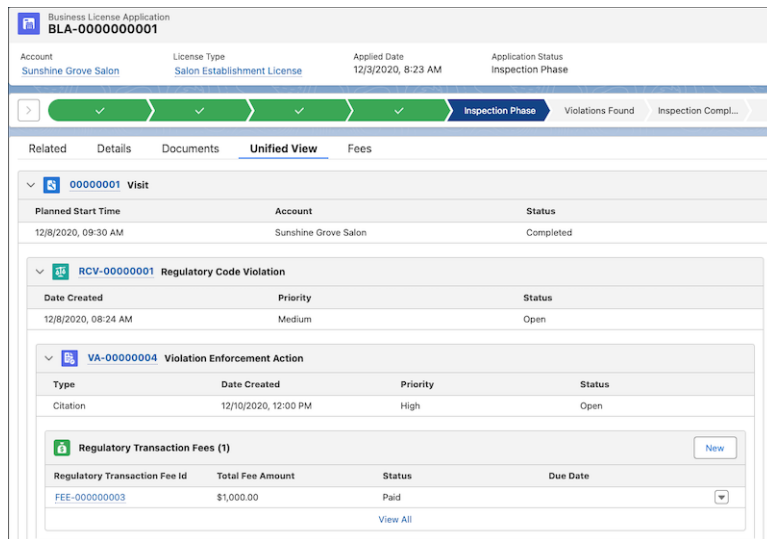 Business License Application
BLA-0000000001
Account License Type Applied Date Application Status
Sunshine Grove Salon Salon Establishment License 12/3/2020, 8:23 AM Inspection Phase
Inspection Phase Violations Found Inspection Compl...
Related Details Documents Unified View Fees
00000001 Visit
Planned Start Time Account Status
12/8/2020, 09:30 AM Sunshine Grove Salon Completed
RCV-00000001 Regulatory Code Violation
Date Created Priority Status
12/8/2020, 08:24 AM Medium Open
VA-00000004 Violation Enforcement Action
Type Date Created Priority Status
Citation 12/10/2020, 12:00 PM High Open
Regulatory Transaction Fees (1) New
Regulatory Transaction Fee Id Total Fee Amount Status Due Date
FEE-000000003 $1,000.00 Paid
View All